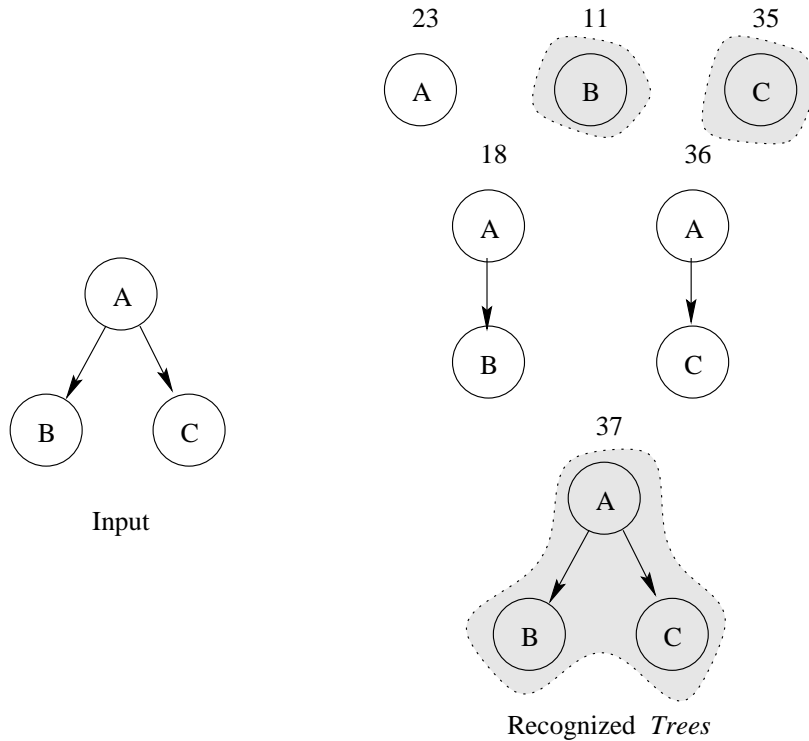 23 11 35
A B C
18 36
A A
A
B C
B C
Input
37
A
B C
Recognized Trees